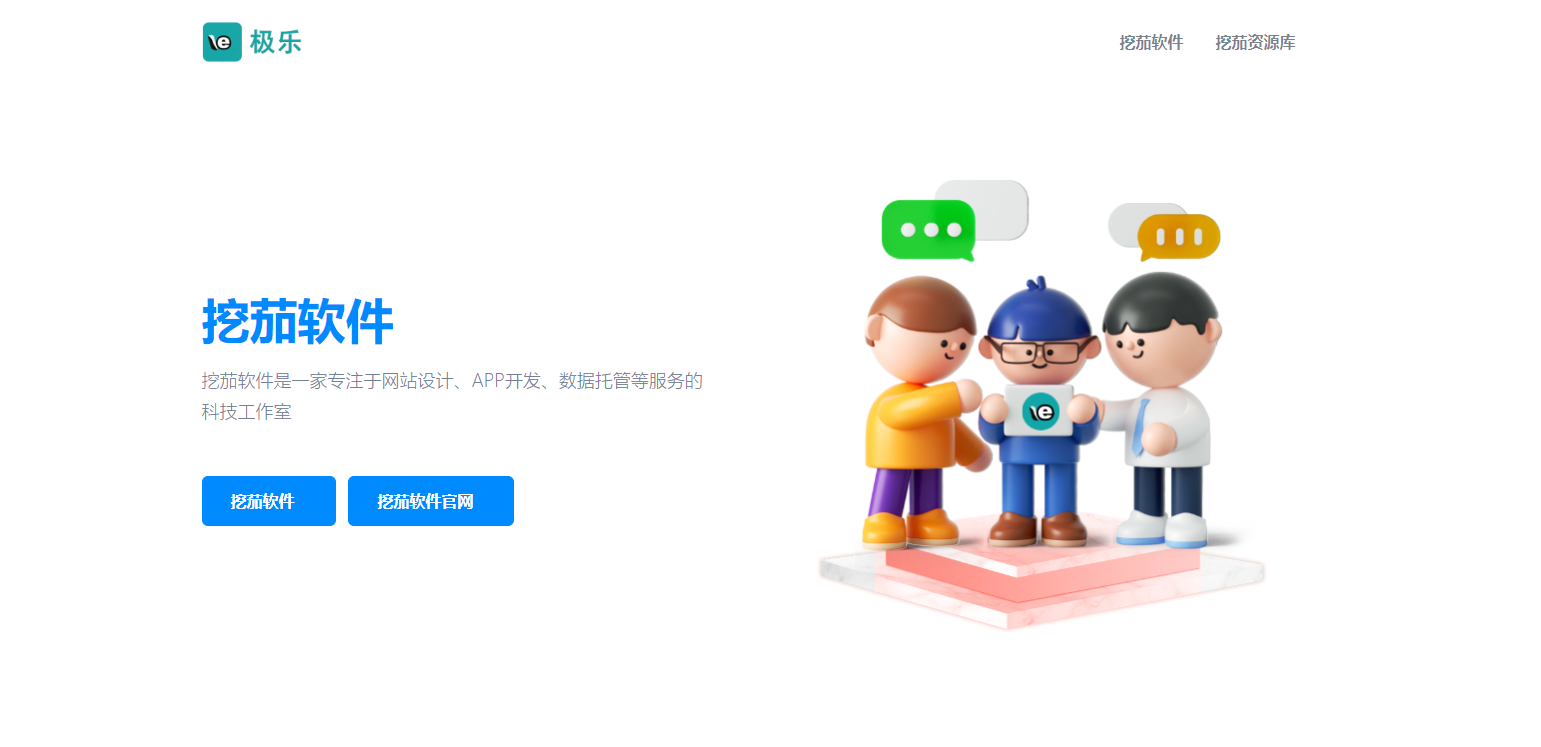 极乐
挖茄软件
挖茄资源库
挖茄软件
挖茄软件是一家专注于网站设计、APP开发、数据托管等服务的
科技工作室
挖茄软件
挖茄软件官网